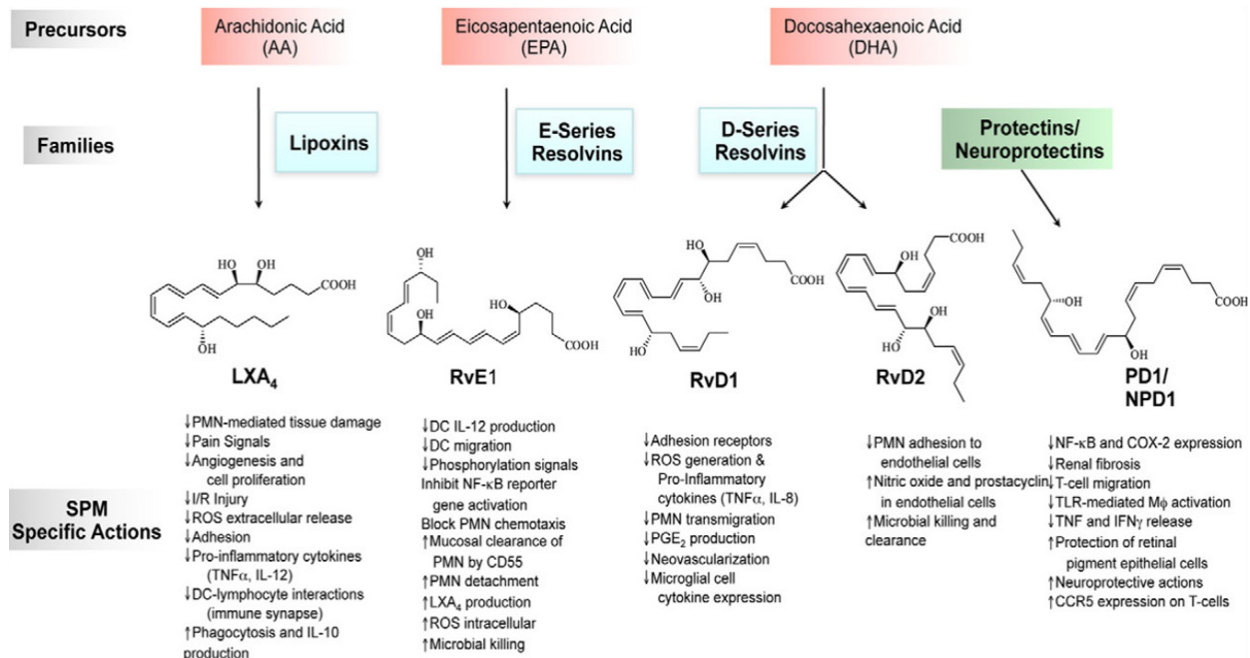 Precursors
Arachidonic Acid
(AA)
Eicosapentaenoic Acid
(EPA)
Docosahexaenoic Acid
(DHA)
Families
Lipoxins
E-Series
Resolvins
D-Series
Resolvins
Protectins/
Neuroprotectins
HO
OH
COOH
OH
LXA₄
OH
HO
OH
COOH
RvE1
HO
OH
COOH
HO
RvD1
OH
COOH
OH
HO
RvD2
OH
OH
COOH
PD1/
NPD1
SPM
Specific Actions
↓PMN-mediated tissue damage
↓Pain Signals
↓Angiogenesis and
cell proliferation
↓I/R Injury
↓ROS extracellular release
↓Adhesion
↓Pro-inflammatory cytokines
(TNFα, IL-12)
↓DC-lymphocyte interactions
(immune synapse)
↑Phagocytosis and IL-10
production
↓DC IL-12 production
↓DC migration
↓Phosphorylation signals
Inhibit NF-κB reporter
gene activation
Block PMN chemotaxis
↑Mucosal clearance of
PMN by CD55
↑PMN detachment
↑LXA₄ production
↑ROS intracellular
↑Microbial killing
↓Adhesion receptors
↓ROS generation &
Pro-Inflammatory
cytokines (TNFα, IL-8)
↓PMN transmigration
↓PGE₂ production
↓Neovascularization
↓Microglial cell
cytokine expression
↓PMN adhesion to
endothelial cells
↑Nitric oxide and prostacyclin
in endothelial cells
↑Microbial killing and
clearance
↓NF-κB and COX-2 expression
↓Renal fibrosis
↓T-cell migration
↓TLR-mediated Mϕ activation
↓TNF and IFNγ release
↑Protection of retinal
pigment epithelial cells
↑Neuroprotective actions
↑CCR5 expression on T-cells